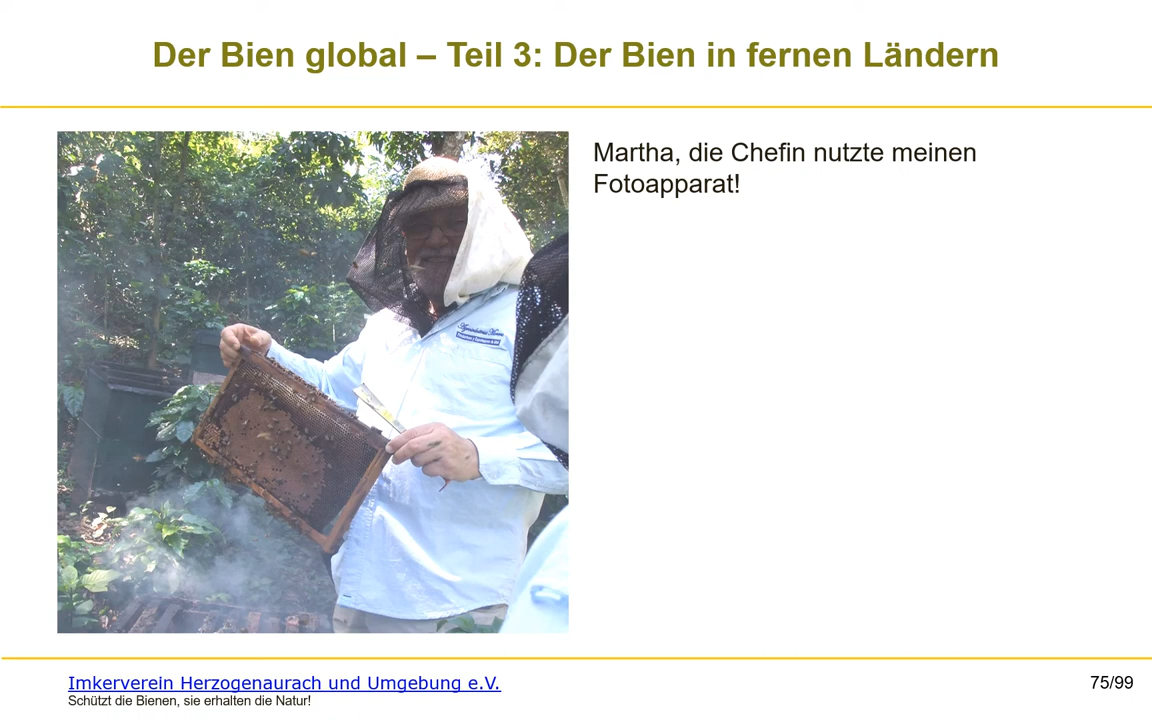 Der Bien global – Teil 3: Der Bien in fernen Ländern
Martha, die Chefin nutzte meinen
Fotoapparat!
Imkerverein Herzogenaurach und Umgebung e.V.
Schützt die Bienen, sie erhalten die Natur!
75/99